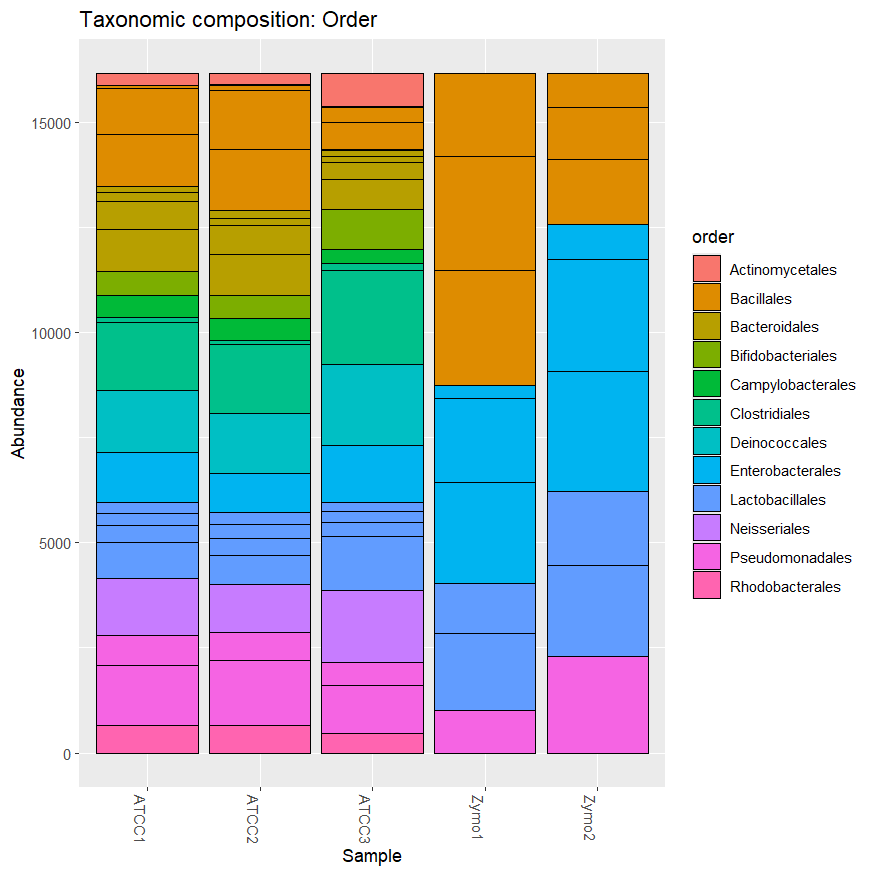 Taxonomic composition: Order
Abundance
15000
10000
5000
0
ATCC1
ATCC2
ATCC3
Zymo1
Zymo2
Sample
order
Actinomycetales
Bacillales
Bacteroidales
Bifidobacteriales
Campylobacterales
Clostridiales
Deinococcales
Enterobacterales
Lactobacillales
Neisseriales
Pseudomonadales
Rhodobacterales